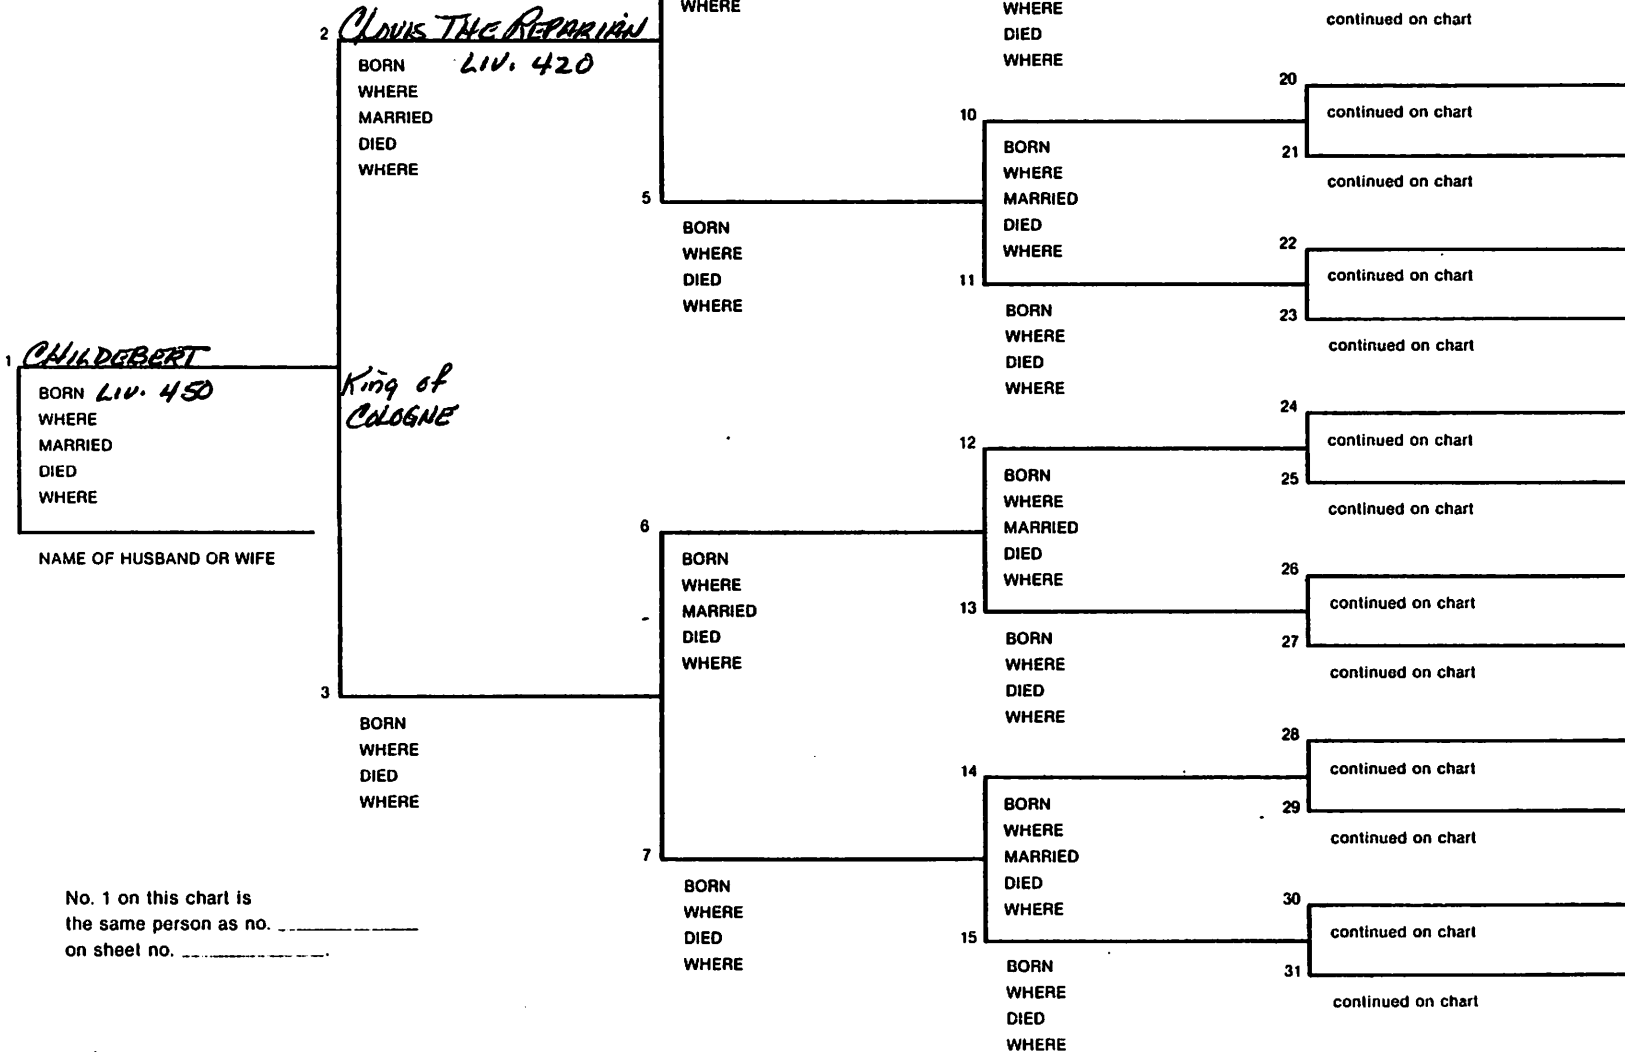 WHERE
WHERE
DIED
WHERE
continued on chart
2 Clovis The Reparian
BORN LIV. 420
WHERE
MARRIED
DIED
WHERE
20
continued on chart
10
BORN
WHERE
MARRIED
DIED
WHERE
21
continued on chart
5
BORN
WHERE
DIED
WHERE
22
continued on chart
11
BORN
WHERE
DIED
WHERE
23
continued on chart
1 CHILDEBERT
BORN LIV. 450
WHERE
MARRIED
DIED
WHERE
NAME OF HUSBAND OR WIFE
King of
COLOGNE
24
continued on chart
12
BORN
WHERE
MARRIED
DIED
WHERE
25
continued on chart
6
BORN
WHERE
MARRIED
DIED
WHERE
26
continued on chart
13
BORN
WHERE
DIED
WHERE
27
continued on chart
3
BORN
WHERE
DIED
WHERE
28
continued on chart
14
BORN
WHERE
MARRIED
DIED
WHERE
29
continued on chart
7
BORN
WHERE
DIED
WHERE
30
continued on chart
15
BORN
WHERE
DIED
WHERE
31
continued on chart
No. 1 on this chart is
the same person as no.
on sheet no.